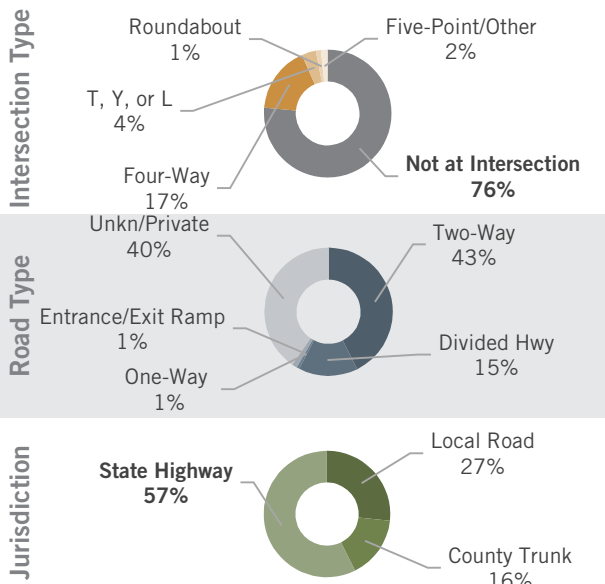 Intersection Type
Roundabout
1%
Five-Point/Other
2%
T, Y, or L
4%
Four-Way
17%
Not at Intersection
76%
Road Type
Unkn/Private
40%
Two-Way
43%
Entrance/Exit Ramp
1%
One-Way
1%
Divided Hwy
15%
Jurisdiction
State Highway
57%
Local Road
27%
County Trunk
16%